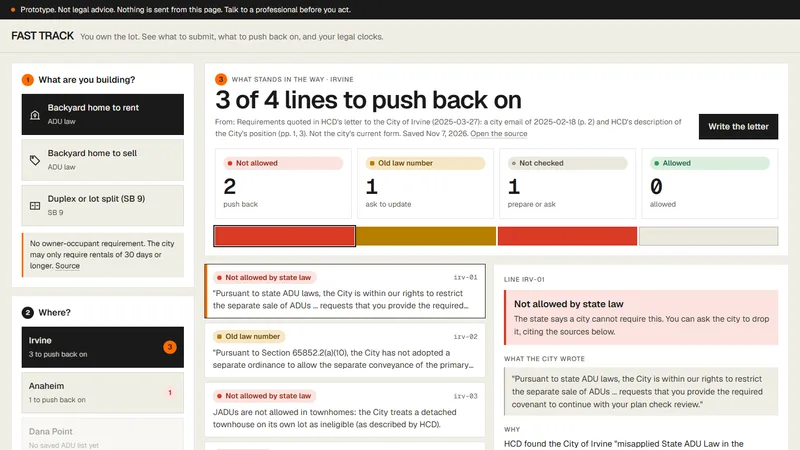 Prototype. Not legal advice. Nothing is sent from this page. Talk to a professional before you act.
FAST TRACK
You own the lot. See what to submit, what to push back on, and your legal clocks.
1 What are you building?
Backyard home to rent
ADU law
Backyard home to sell
ADU law
Duplex or lot split (SB 9)
SB 9
No owner-occupant requirement. The city
may only require rentals of 30 days or
longer. Source
2 Where?
Irvine
3 to push back on
3
Anaheim
1 to push back on
1
Dana Point
No saved ADU list yet
3 WHAT STANDS IN THE WAY · IRVINE
3 of 4 lines to push back on
From: Requirements quoted in HCD's letter to the City of Irvine (2025-03-27): a city email of 2025-02-18 (p. 2) and HCD's description of
the City's position (pp. 1, 3). Not the city's current form. Saved Nov 7, 2026. Open the source
Write the letter
Not allowed
2
push back
Old law number
1
ask to update
Not checked
1
prepare or ask
Allowed
0
allowed
Not allowed by state law
irv-01
"Pursuant to state ADU laws, the City is within our rights to restrict
the separate sale of ADUs ... requests that you provide the required...
Old law number
irv-02
"Pursuant to Section 65852.2(a)(10), the City has not adopted a
separate ordinance to allow the separate conveyance of the primary...
Not allowed by state law
irv-03
JADUs are not allowed in townhomes: the City treats a detached
townhouse on its own lot as ineligible (as described by HCD).
LINE IRV-01
Not allowed by state law
The state says a city cannot require this. You can ask the city to drop
it, citing the sources below.
WHAT THE CITY WROTE
"Pursuant to state ADU laws, the City is within our rights to restrict
the separate sale of ADUs ... requests that you provide the required
covenant to continue with your plan check review."
WHY
HCD found the City of Irvine "misapplied State ADU Law in the